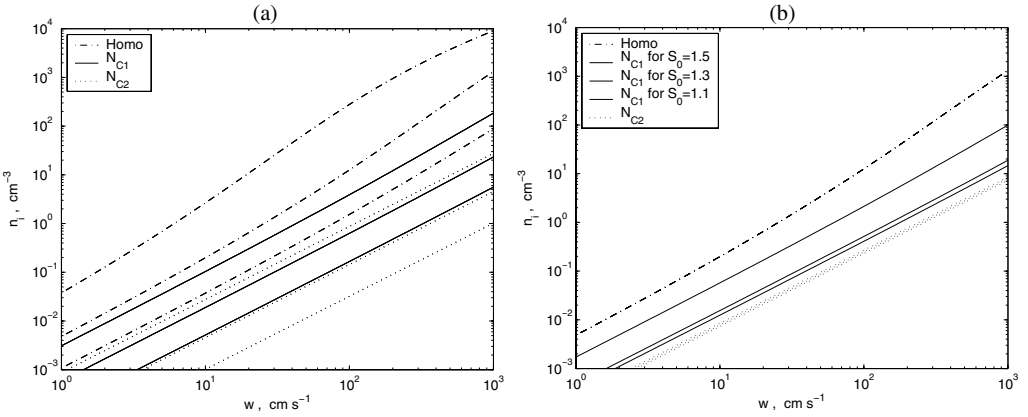 (a)
10^4
10^3
10^2
10^1
10^0
10^-1
10^-2
10^-3
n_i , cm^-3
Homo
N_C1
N_C2
10^0 10^1 10^2 10^3
w , cm s^-1
(b)
10^4
10^3
10^2
10^1
10^0
10^-1
10^-2
10^-3
n_i , cm^-3
Homo
N_C1 for S_0=1.5
N_C1 for S_0=1.3
N_C1 for S_0=1.1
N_C2
10^0 10^1 10^2 10^3
w , cm s^-1